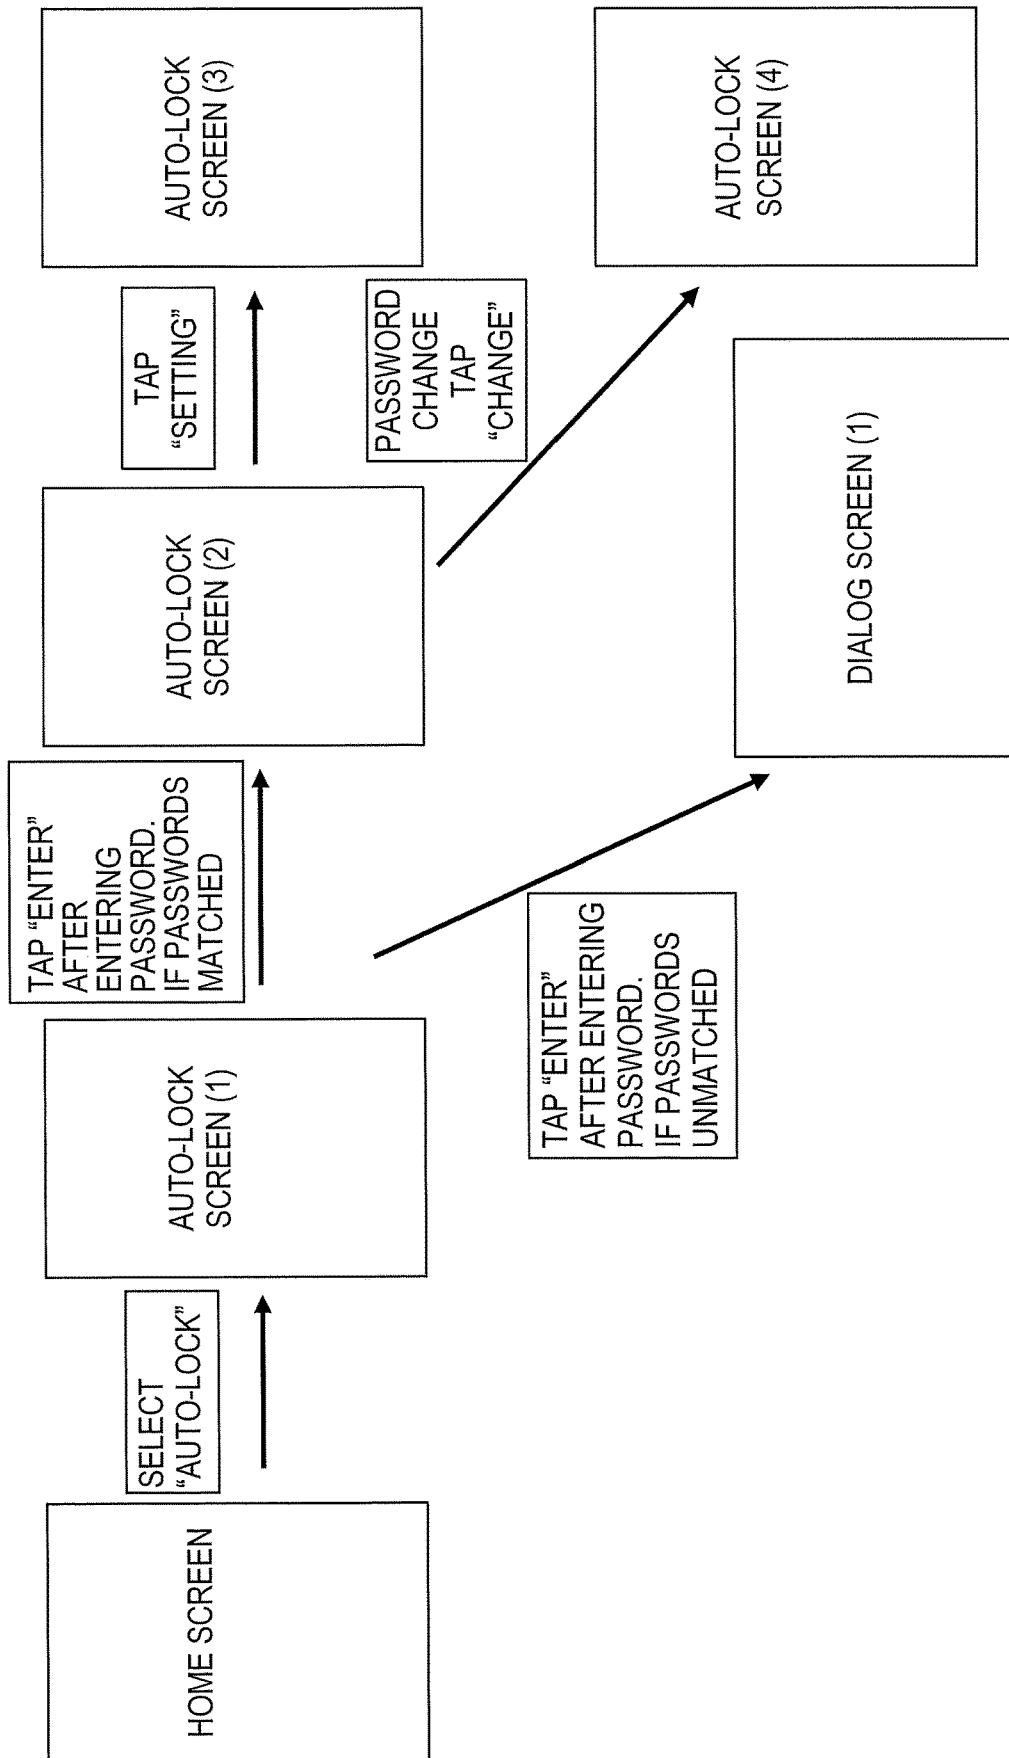 HOME SCREEN
SELECT
“AUTO-LOCK”
AUTO-LOCK
SCREEN (1)
TAP “ENTER”
AFTER
ENTERING
PASSWORD.
IF PASSWORDS
MATCHED
AUTO-LOCK
SCREEN (2)
TAP
“SETTING”
AUTO-LOCK
SCREEN (3)
PASSWORD
CHANGE
TAP
“CHANGE”
AUTO-LOCK
SCREEN (4)
TAP “ENTER”
AFTER ENTERING
PASSWORD.
IF PASSWORDS
UNMATCHED
DIALOG SCREEN (1)